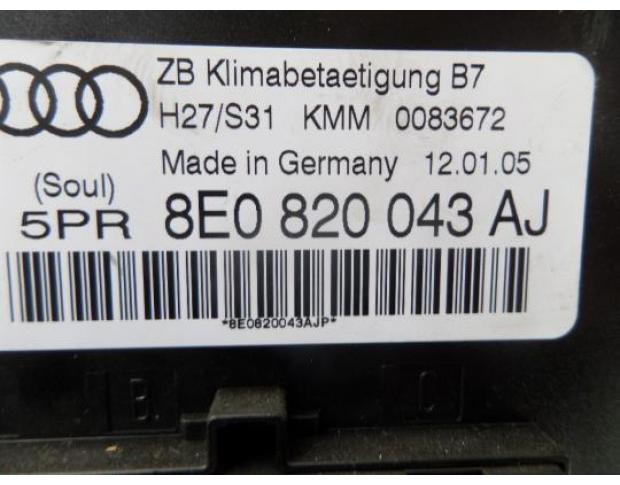 ZB Klimabetaetigung B7
H27/S31 KMM 0083672
Made in Germany 12.01.05
(Soul)
5PR 8E0 820 043 AJ
*8E0820043AJP*
B
C